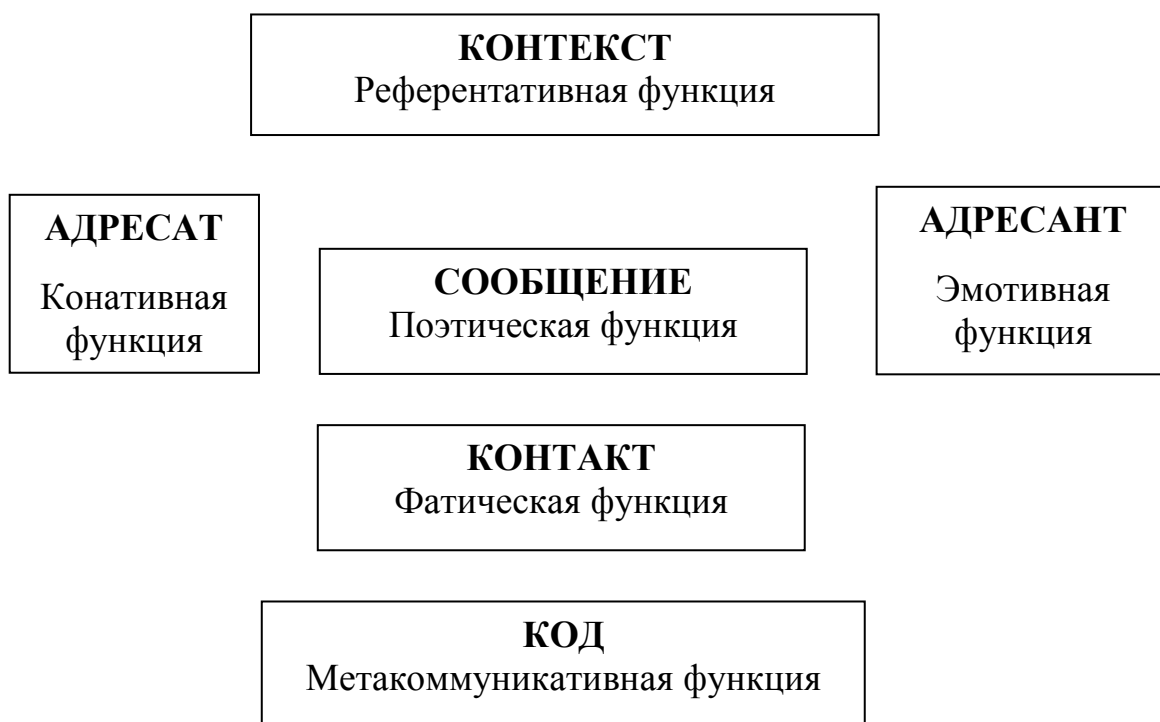 КОНТЕКСТ
Референтативная функция
АДРЕСАТ
Конативная
функция
СООБЩЕНИЕ
Поэтическая функция
АДРЕСАНТ
Эмотивная
функция
КОНТАКТ
Фатическая функция
КОД
Метакоммуникативная функция